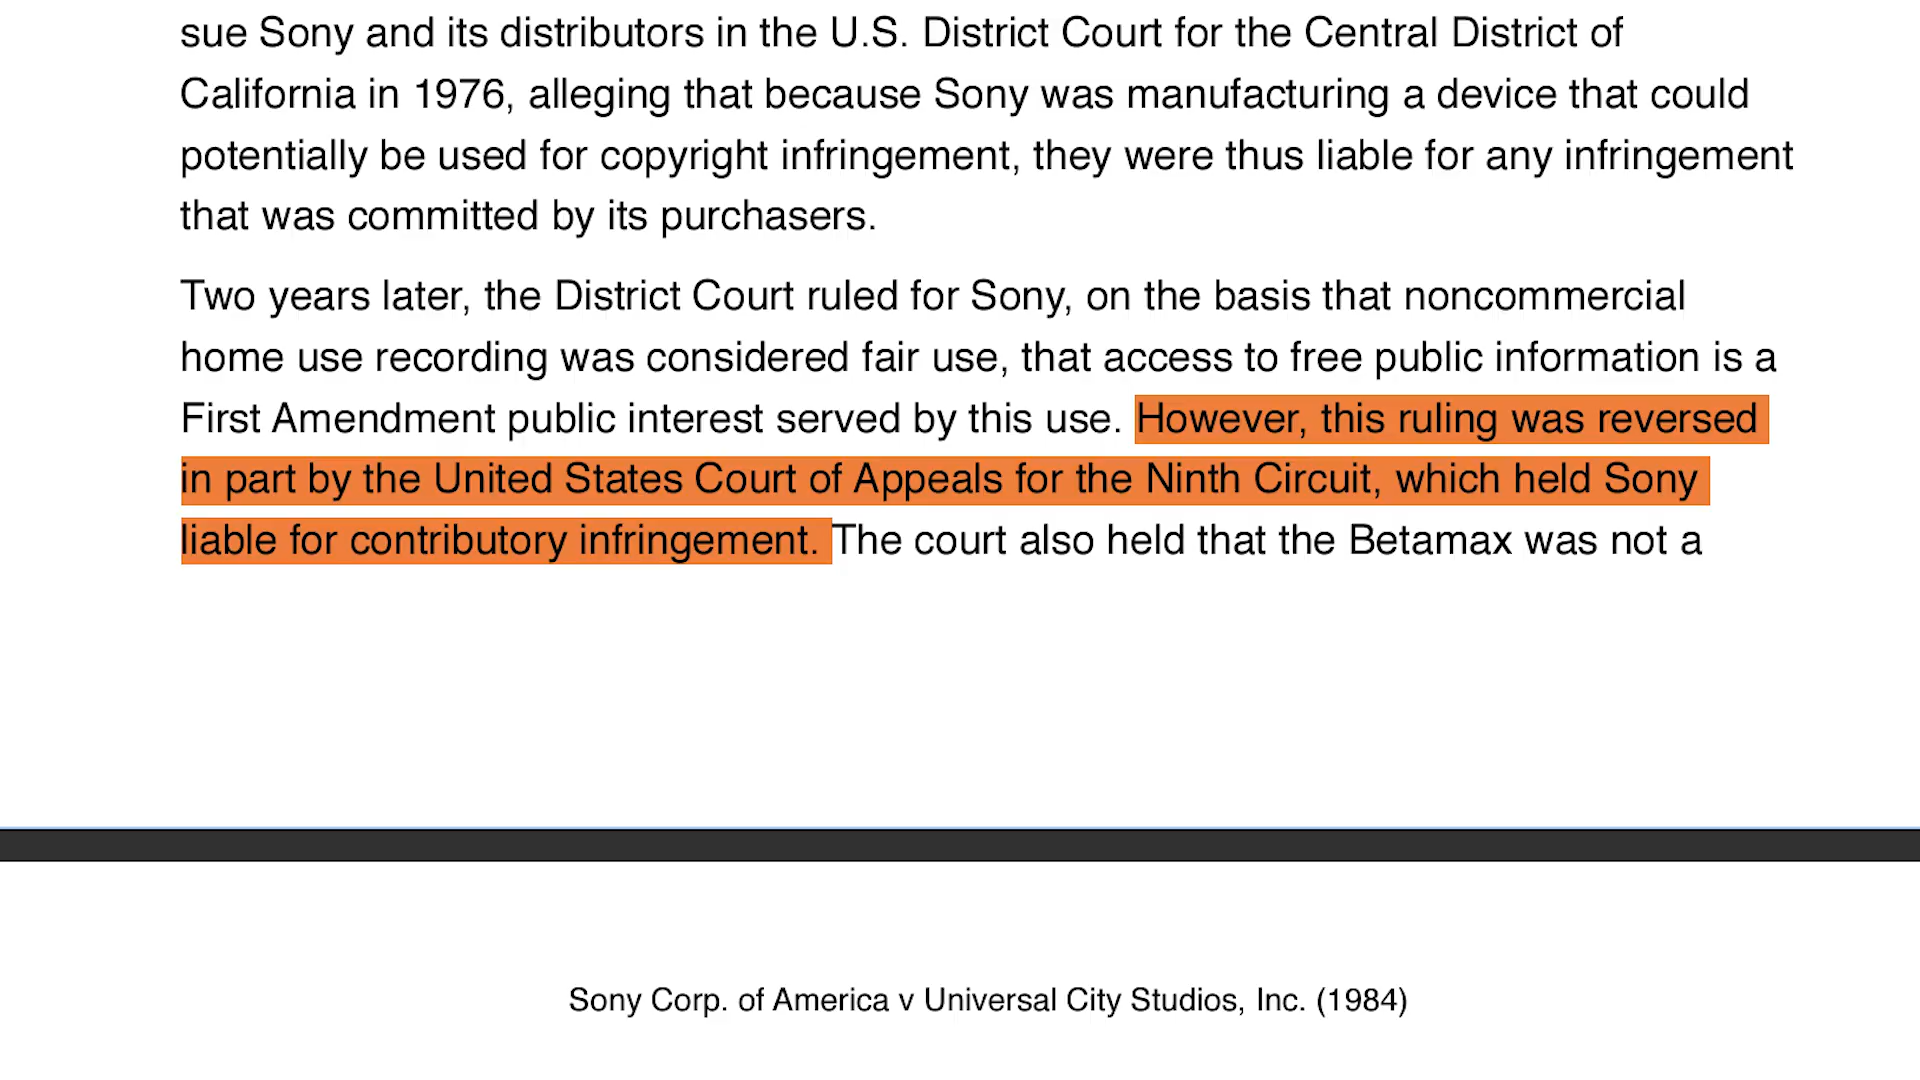 sue Sony and its distributors in the U.S. District Court for the Central District of
California in 1976, alleging that because Sony was manufacturing a device that could
potentially be used for copyright infringement, they were thus liable for any infringement
that was committed by its purchasers.
Two years later, the District Court ruled for Sony, on the basis that noncommercial
home use recording was considered fair use, that access to free public information is a
First Amendment public interest served by this use. However, this ruling was reversed
in part by the United States Court of Appeals for the Ninth Circuit, which held Sony
liable for contributory infringement. The court also held that the Betamax was not a
Sony Corp. of America v Universal City Studios, Inc. (1984)